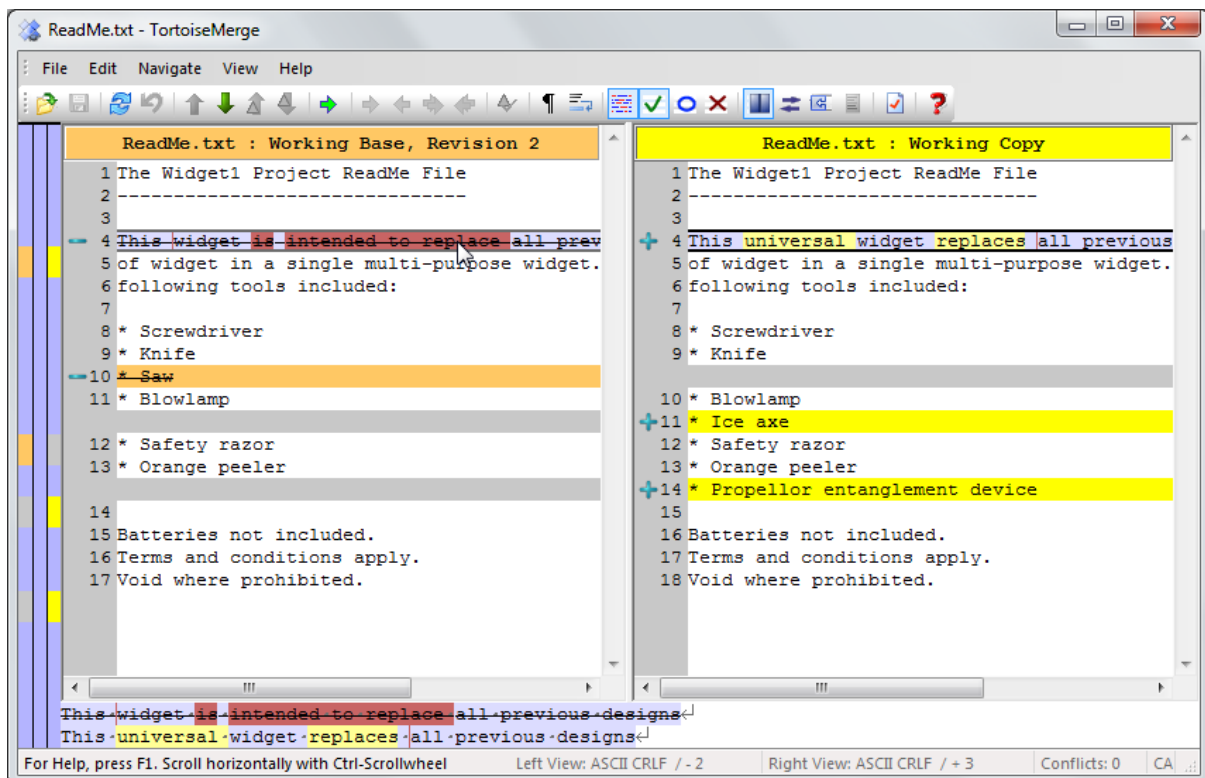 ReadMe.txt - TortoiseMerge
File Edit Navigate View Help
ReadMe.txt : Working Base, Revision 2
1 The Widget1 Project ReadMe File
2 -------------------------------
3
4 This widget is intended to replace all prev
5 of widget in a single multi-purpose widget.
6 following tools included:
7
8 * Screwdriver
9 * Knife
10 * Saw
11 * Blowlamp
12 * Safety razor
13 * Orange peeler
14
15 Batteries not included.
16 Terms and conditions apply.
17 Void where prohibited.
ReadMe.txt : Working Copy
1 The Widget1 Project ReadMe File
2 -------------------------------
3
4 This universal widget replaces all previous
5 of widget in a single multi-purpose widget.
6 following tools included:
7
8 * Screwdriver
9 * Knife
10 * Blowlamp
11 * Ice axe
12 * Safety razor
13 * Orange peeler
14 * Propellor entanglement device
15
16 Batteries not included.
17 Terms and conditions apply.
18 Void where prohibited.
This widget is intended to replace all previous designs
This universal widget replaces all previous designs
For Help, press F1. Scroll horizontally with Ctrl-Scrollwheel Left View: ASCII CRLF / - 2 Right View: ASCII CRLF / + 3 Conflicts: 0 CA